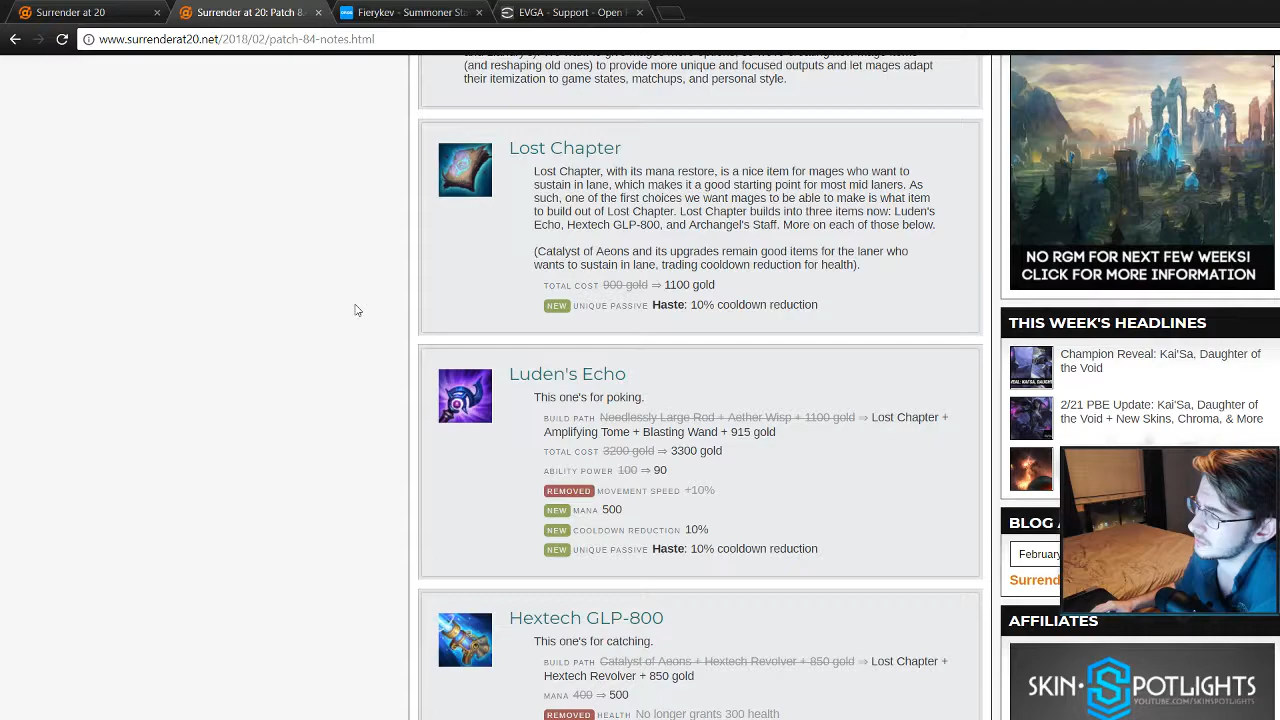 Surrender at 20
Surrender at 20: Patch 8.
Fierykev - Summoner Sta
EVGA - Support - Open
www.surrenderat20.net/2018/02/patch-84-notes.html
(and reshaping old ones) to provide more unique and focused outputs and let mages adapt
their itemization to game states, matchups, and personal style.
Lost Chapter
Lost Chapter, with its mana restore, is a nice item for mages who want to
sustain in lane, which makes it a good starting point for most mid laners. As
such, one of the first choices we want mages to be able to make is what item
to build out of Lost Chapter. Lost Chapter builds into three items now: Luden's
Echo, Hextech GLP-800, and Archangel's Staff. More on each of those below.
(Catalyst of Aeons and its upgrades remain good items for the laner who
wants to sustain in lane, trading cooldown reduction for health).
TOTAL COST 900 gold ⇒ 1100 gold
NEW UNIQUE PASSIVE Haste: 10% cooldown reduction
Luden's Echo
This one's for poking.
BUILD PATH Needlessly Large Rod + Aether Wisp + 1100 gold ⇒ Lost Chapter +
Amplifying Tome + Blasting Wand + 915 gold
TOTAL COST 3200 gold ⇒ 3300 gold
ABILITY POWER 100 ⇒ 90
REMOVED MOVEMENT SPEED +10%
NEW MANA 500
NEW COOLDOWN REDUCTION 10%
NEW UNIQUE PASSIVE Haste: 10% cooldown reduction
Hextech GLP-800
This one's for catching.
BUILD PATH Catalyst of Aeons + Hextech Revolver + 850 gold ⇒ Lost Chapter +
Hextech Revolver + 850 gold
MANA 400 ⇒ 500
REMOVED HEALTH No longer grants 300 health
NO RGM FOR NEXT FEW WEEKS!
CLICK FOR MORE INFORMATION
THIS WEEK'S HEADLINES
Champion Reveal: Kai'Sa, Daughter of
the Void
2/21 PBE Update: Kai'Sa, Daughter of
the Void + New Skins, Chroma, & More
BLOG
February
Surrend
AFFILIATES
SKIN SPOTLIGHTS
YOUTUBE.COM/SKINSPOTLIGHTS